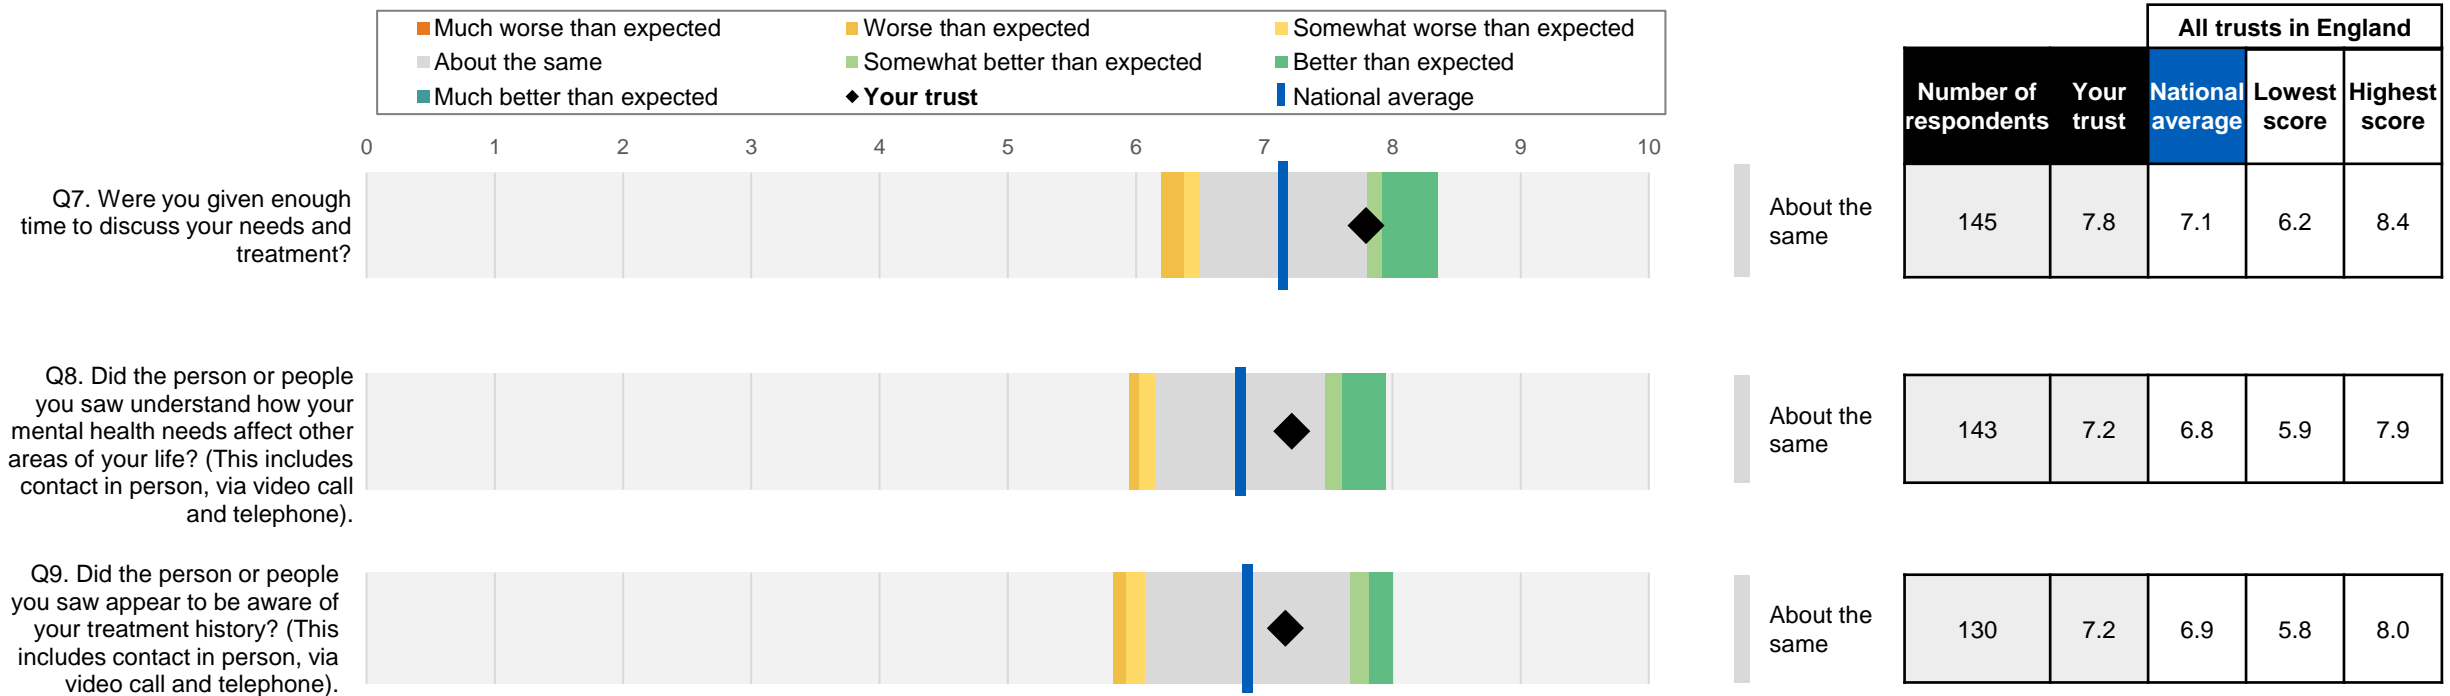 Much worse than expected
Worse than expected
Somewhat worse than expected
About the same
Somewhat better than expected
Better than expected
Much better than expected
Your trust
National average
All trusts in England
Number of
respondents
Your
trust
National
average
Lowest
score
Highest
score
0 1 2 3 4 5 6 7 8 9 10
Q7. Were you given enough
time to discuss your needs and
treatment?
About the
same
145 7.8 7.1 6.2 8.4
Q8. Did the person or people
you saw understand how your
mental health needs affect other
areas of your life? (This includes
contact in person, via video call
and telephone).
About the
same
143 7.2 6.8 5.9 7.9
Q9. Did the person or people
you saw appear to be aware of
your treatment history? (This
includes contact in person, via
video call and telephone).
About the
same
130 7.2 6.9 5.8 8.0